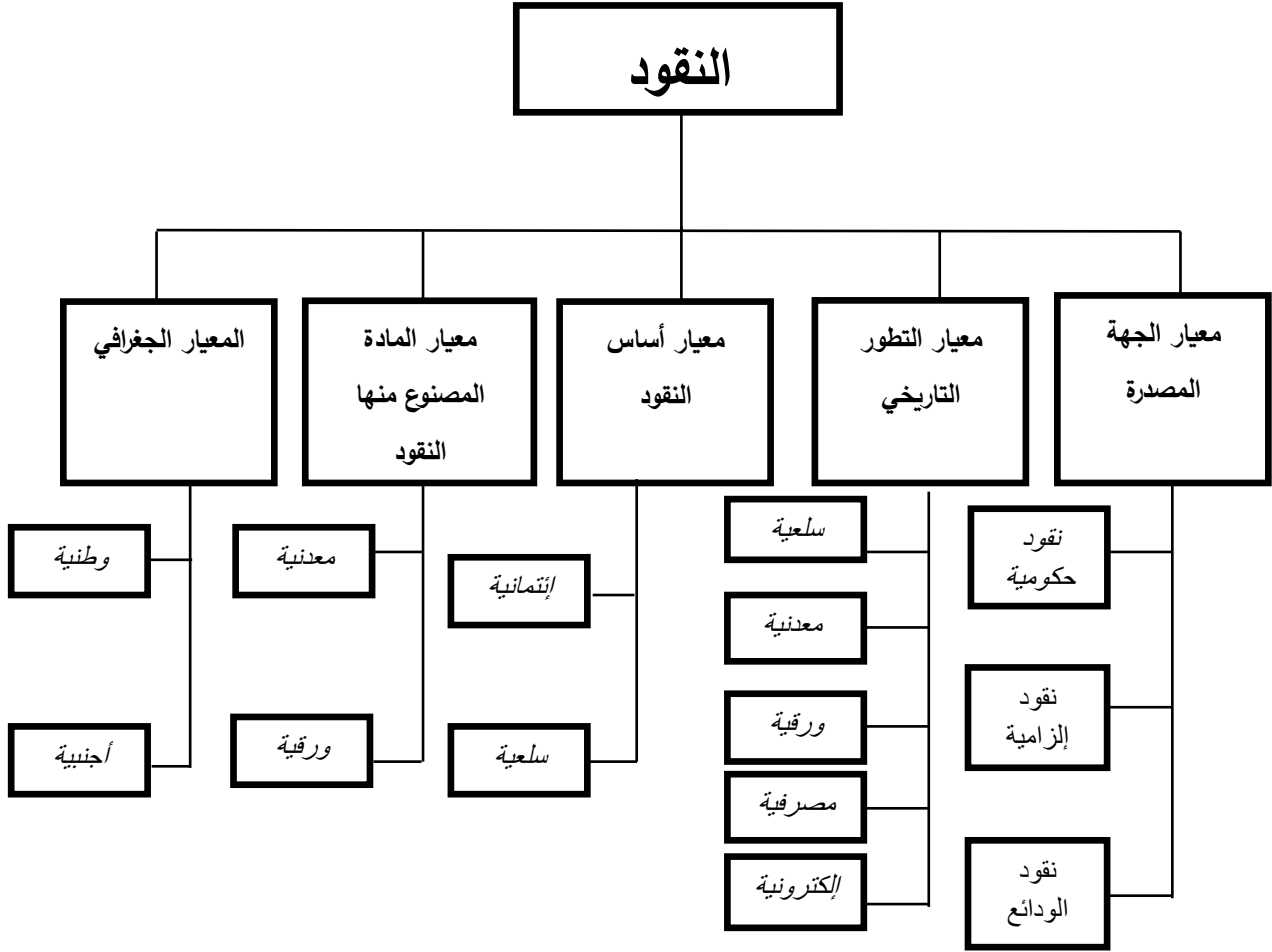 النقود
معيار الجهة
المصدرة
معيار التطور
التاريخي
معيار أساس
النقود
معيار المادة
المصنوع منها
النقود
المعيار الجغرافي
نقود
حكومية
نقود
إلزامية
نقود
الودائع
سلعية
معدنية
ورقية
مصرفية
إلكترونية
إئتمانية
سلعية
معدنية
ورقية
وطنية
أجنبية